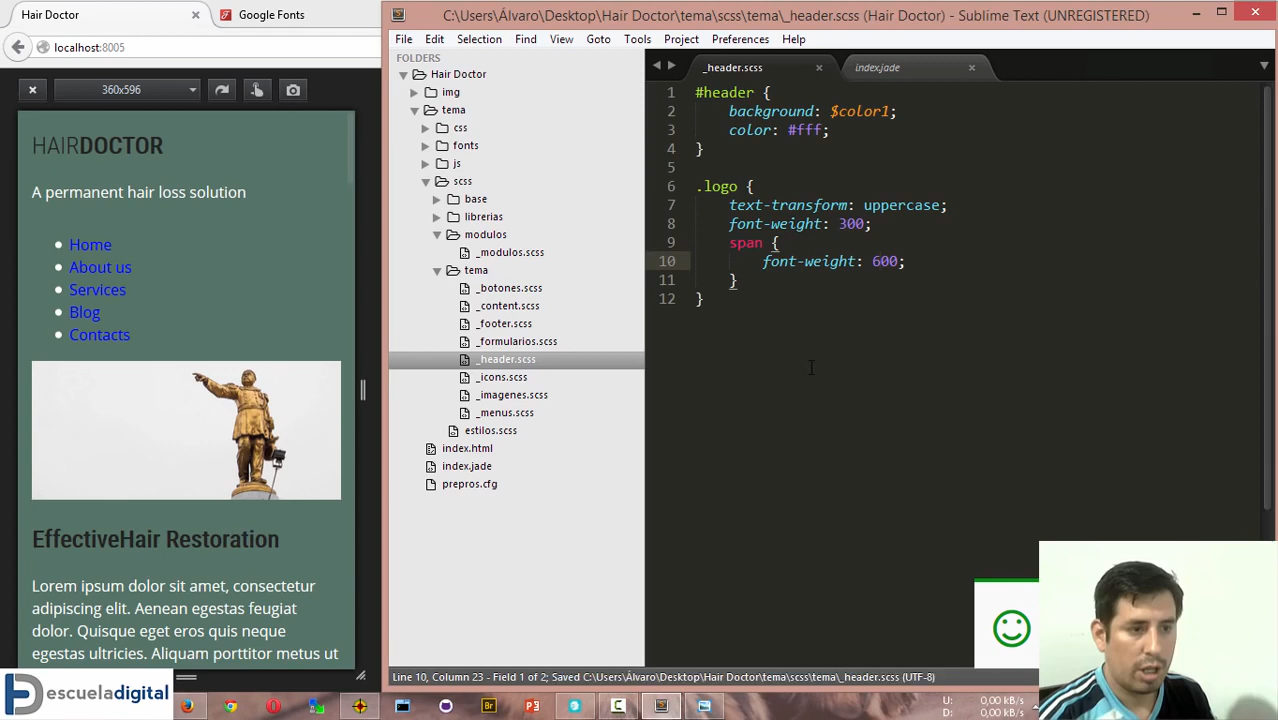 Hair Doctor
Google Fonts
localhost:8005
360x596
HAIRDOCTOR
A permanent hair loss solution
Home
About us
Services
Blog
Contacts
EffectiveHair Restoration
Lorem ipsum dolor sit amet, consectetur
adipiscing elit. Aenean egestas feugiat
dolor. Quisque eget eros quis neque
egestas ultricies. Aliquam porttitor metus ut
escueladigital
C:\Users\Álvaro\Desktop\Hair Doctor\tema\scss\tema\_header.scss (Hair Doctor) - Sublime Text (UNREGISTERED)
File Edit Selection Find View Goto Tools Project Preferences Help
FOLDERS
Hair Doctor
img
tema
css
fonts
js
scss
base
librerias
modulos
_modulos.scss
tema
_botones.scss
_content.scss
_footer.scss
_formularios.scss
_header.scss
_icons.scss
_imagenes.scss
_menus.scss
estilos.scss
index.html
index.jade
prepros.cfg
_header.scss
index.jade
1 #header {
2 background: $color1;
3 color: #fff;
4 }
5
6 .logo {
7 text-transform: uppercase;
8 font-weight: 300;
9 span {
10 font-weight: 600;
11 }
12 }
Line 10, Column 23 - Field 1 of 2; Saved C:\Users\Álvaro\Desktop\Hair Doctor\tema\scss\tema\_header.scss (UTF-8)
Br
U: 0,00 kB/s
D: 0,00 kB/s